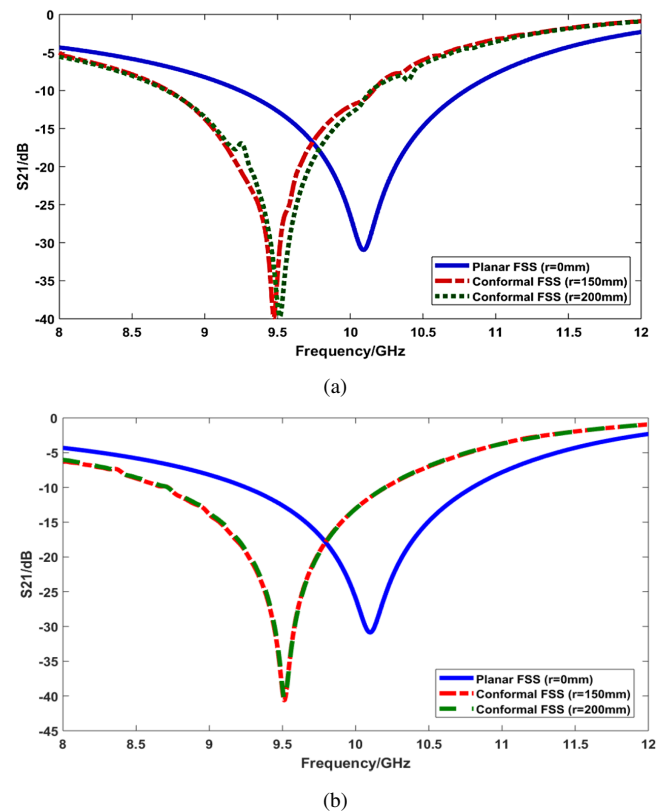 0
-5
-10
-15
-20
-25
-30
-35
-40
S21/dB
Planar FSS (r=0mm)
Conformal FSS (r=150mm)
Conformal FSS (r=200mm)
8 8.5 9 9.5 10 10.5 11 11.5 12
Frequency/GHz
(a)
0
-5
-10
-15
-20
-25
-30
-35
-40
-45
S21/dB
Planar FSS (r=0mm)
Conformal FSS (r=150mm)
Conformal FSS (r=200mm)
8 8.5 9 9.5 10 10.5 11 11.5 12
Frequency/GHz
(b)